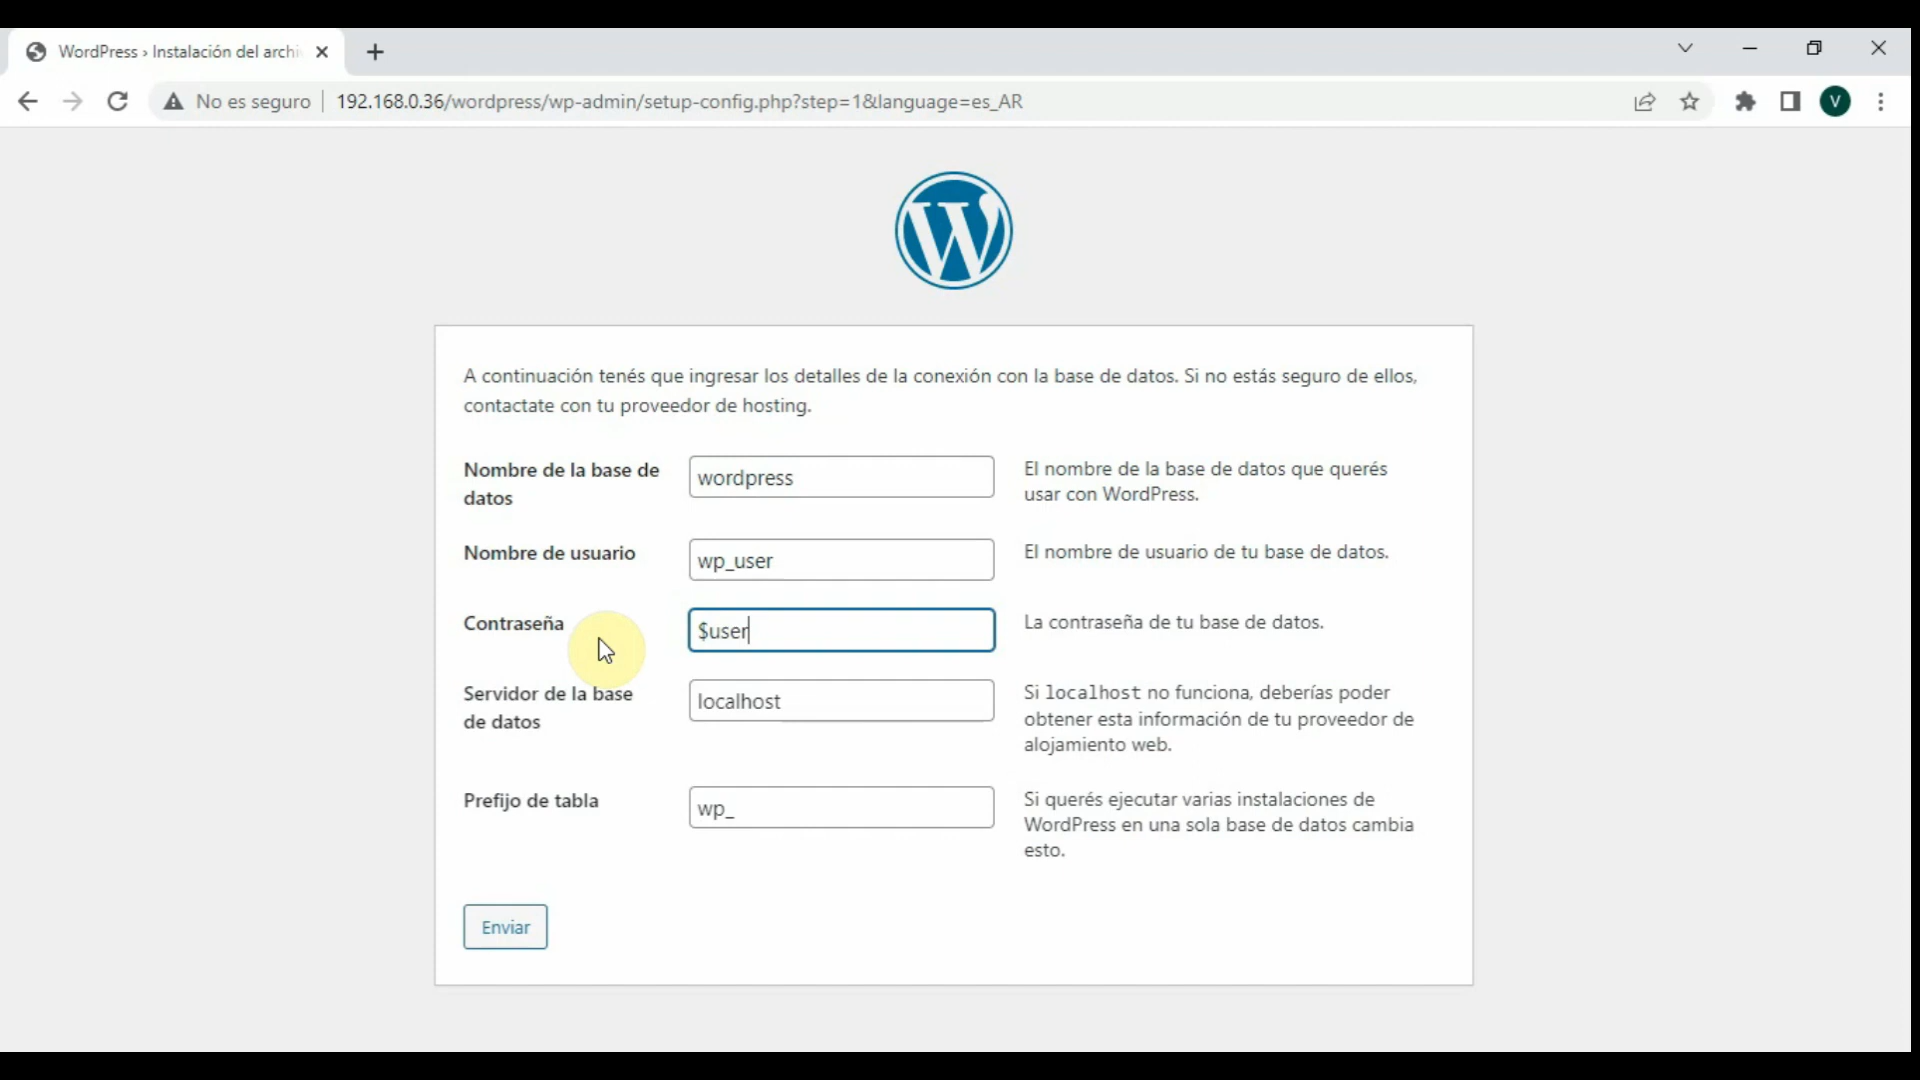 WordPress › Instalación del archi
No es seguro
192.168.0.36/wordpress/wp-admin/setup-config.php?step=1&language=es_AR
V
A continuación tenés que ingresar los detalles de la conexión con la base de datos. Si no estás seguro de ellos,
contactate con tu proveedor de hosting.
Nombre de la base de
datos
wordpress
El nombre de la base de datos que querés
usar con WordPress.
Nombre de usuario
wp_user
El nombre de usuario de tu base de datos.
Contraseña
$user
La contraseña de tu base de datos.
Servidor de la base
de datos
localhost
Si localhost no funciona, deberías poder
obtener esta información de tu proveedor de
alojamiento web.
Prefijo de tabla
wp_
Si querés ejecutar varias instalaciones de
WordPress en una sola base de datos cambia
esto.
Enviar